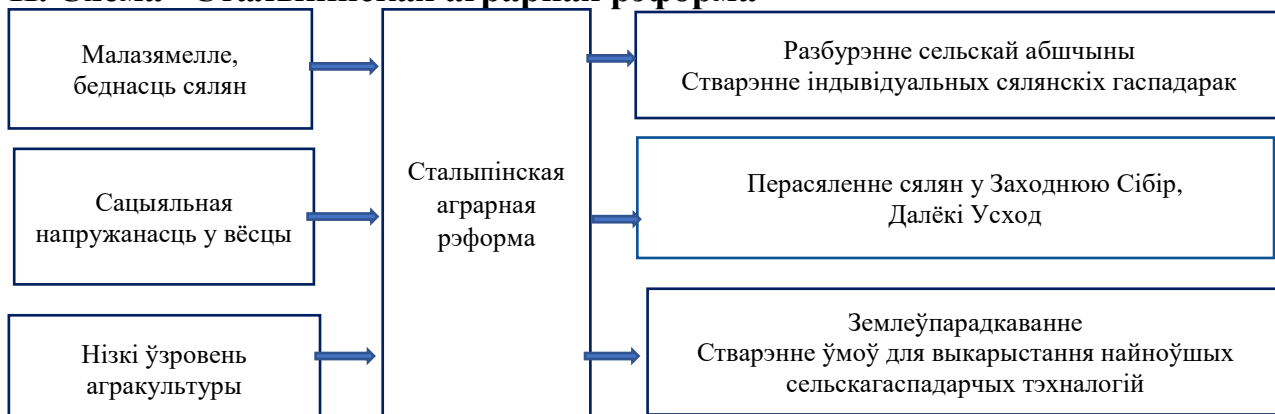 Малазямелле,
беднасць сялян
Сацыяльная
напружанасць у вёсцы
Нізкі ўзровень
агракультуры
Сталыпінская
аграрная
рэформа
Разбурэнне сельскай абшчыны
Стварэнне індывідуальных сялянскіх гаспадарак
Перасяленне сялян у Заходнюю Сібір,
Далёкі Усход
Землеўпарадкаванне
Стварэнне ўмоў для выкарыстання найноўшых
сельскагаспадарчых тэхналогій